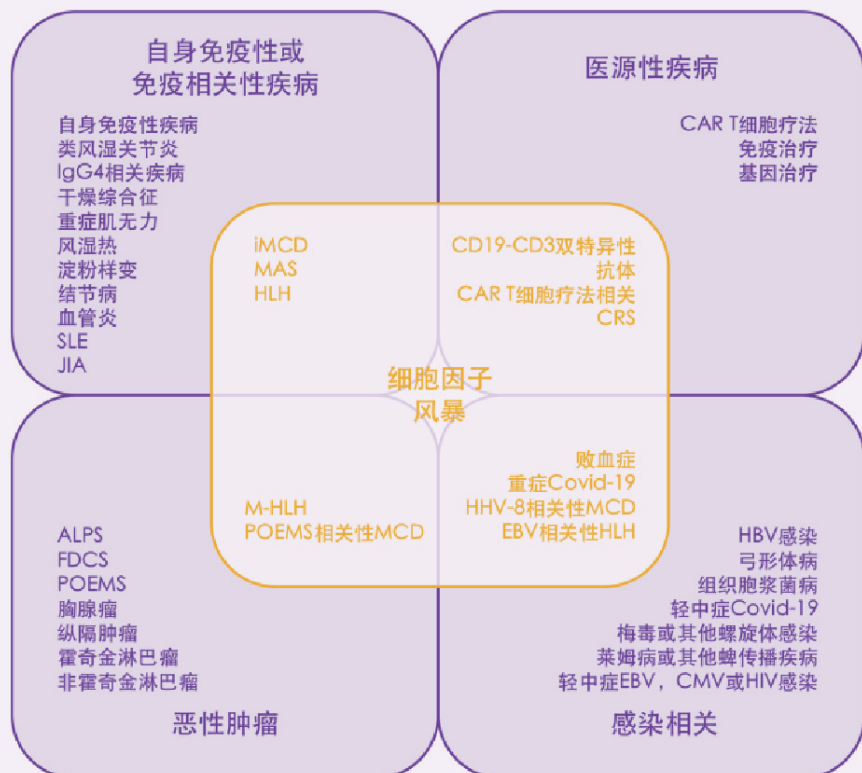 自身免疫性或
免疫相关性疾病
自身免疫性疾病
类风湿关节炎
IgG4相关疾病
干燥综合征
重症肌无力
风湿热
淀粉样变
结节病
血管炎
SLE
JIA
医源性疾病
CAR T细胞疗法
免疫治疗
基因治疗
iMCD
MAS
HLH
CD19-CD3双特异性
抗体
CAR T细胞疗法相关
CRS
细胞因子
风暴
M-HLH
POEMS相关性MCD
败血症
重症Covid-19
HHV-8相关性MCD
EBV相关性HLH
ALPS
FDCS
POEMS
胸腺瘤
纵隔肿瘤
霍奇金淋巴瘤
非霍奇金淋巴瘤
恶性肿瘤
HBV感染
弓形体病
组织胞浆菌病
轻中症Covid-19
梅毒或其他螺旋体感染
莱姆病或其他蜱传播疾病
轻中症EBV，CMV或HIV感染
感染相关